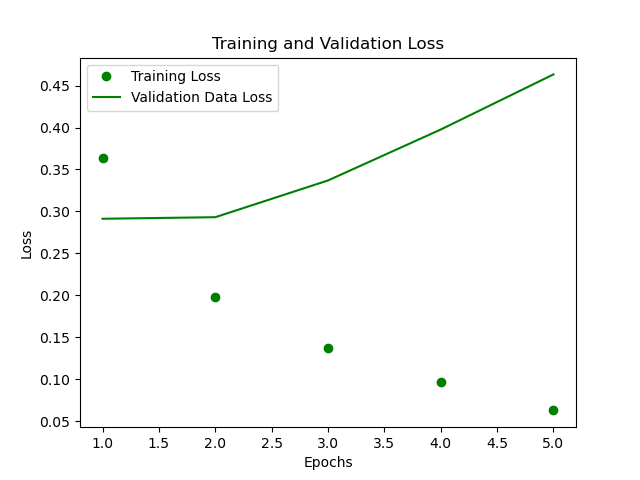 Training and Validation Loss
Training Loss
Validation Data Loss
0.45
0.40
0.35
0.30
0.25
0.20
0.15
0.10
0.05
Loss
1.0 1.5 2.0 2.5 3.0 3.5 4.0 4.5 5.0
Epochs